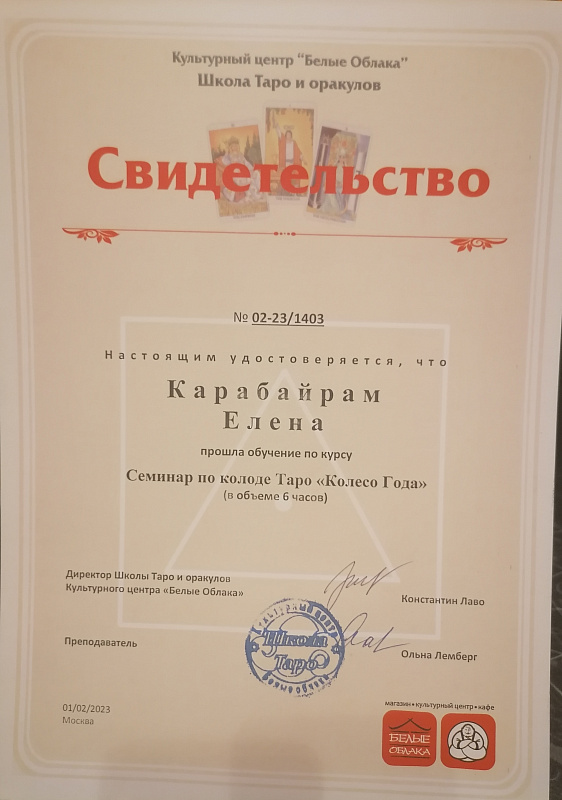 Культурный центр "Белые Облака"
Школа Таро и оракулов
Свидетельство
№ 02-23/1403
Настоящим удостоверяется, что
Карабайрам
Елена
прошла обучение по курсу
Семинар по колоде Таро «Колесо Года»
(в объеме 6 часов)
Директор Школы Таро и оракулов
Культурного центра «Белые Облака»
Константин Лаво
Культурный центр
Школа
Таро
Преподаватель
Ольна Лемберг
01/02/2023
Москва
магазин•культурный центр•кафе
БЕЛЫЕ
ОБЛАКА